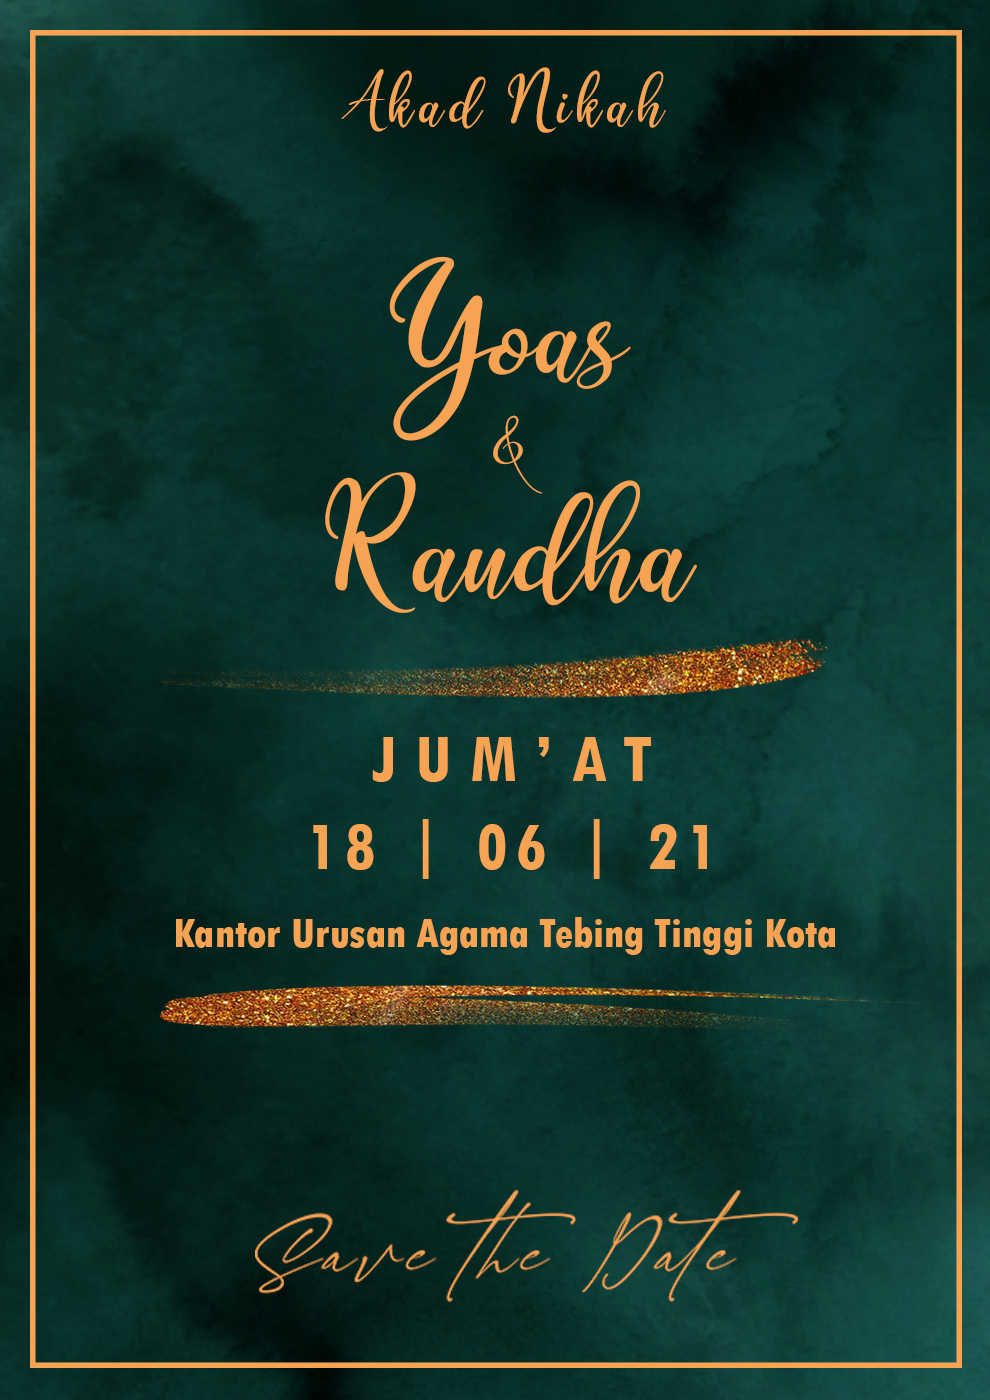 Akad Nikah
Yoas
&
Raudha
JUM’AT
18 | 06 | 21
Kantor Urusan Agama Tebing Tinggi Kota
Save the Date